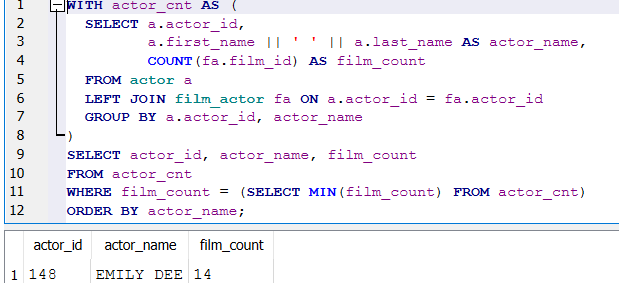 1 WITH actor_cnt AS (
2 SELECT a.actor_id,
3 a.first_name || ' ' || a.last_name AS actor_name,
4 COUNT(fa.film_id) AS film_count
5 FROM actor a
6 LEFT JOIN film_actor fa ON a.actor_id = fa.actor_id
7 GROUP BY a.actor_id, actor_name
8 )
9 SELECT actor_id, actor_name, film_count
10 FROM actor_cnt
11 WHERE film_count = (SELECT MIN(film_count) FROM actor_cnt)
12 ORDER BY actor_name;
actor_id actor_name film_count
1 148 EMILY DEE 14